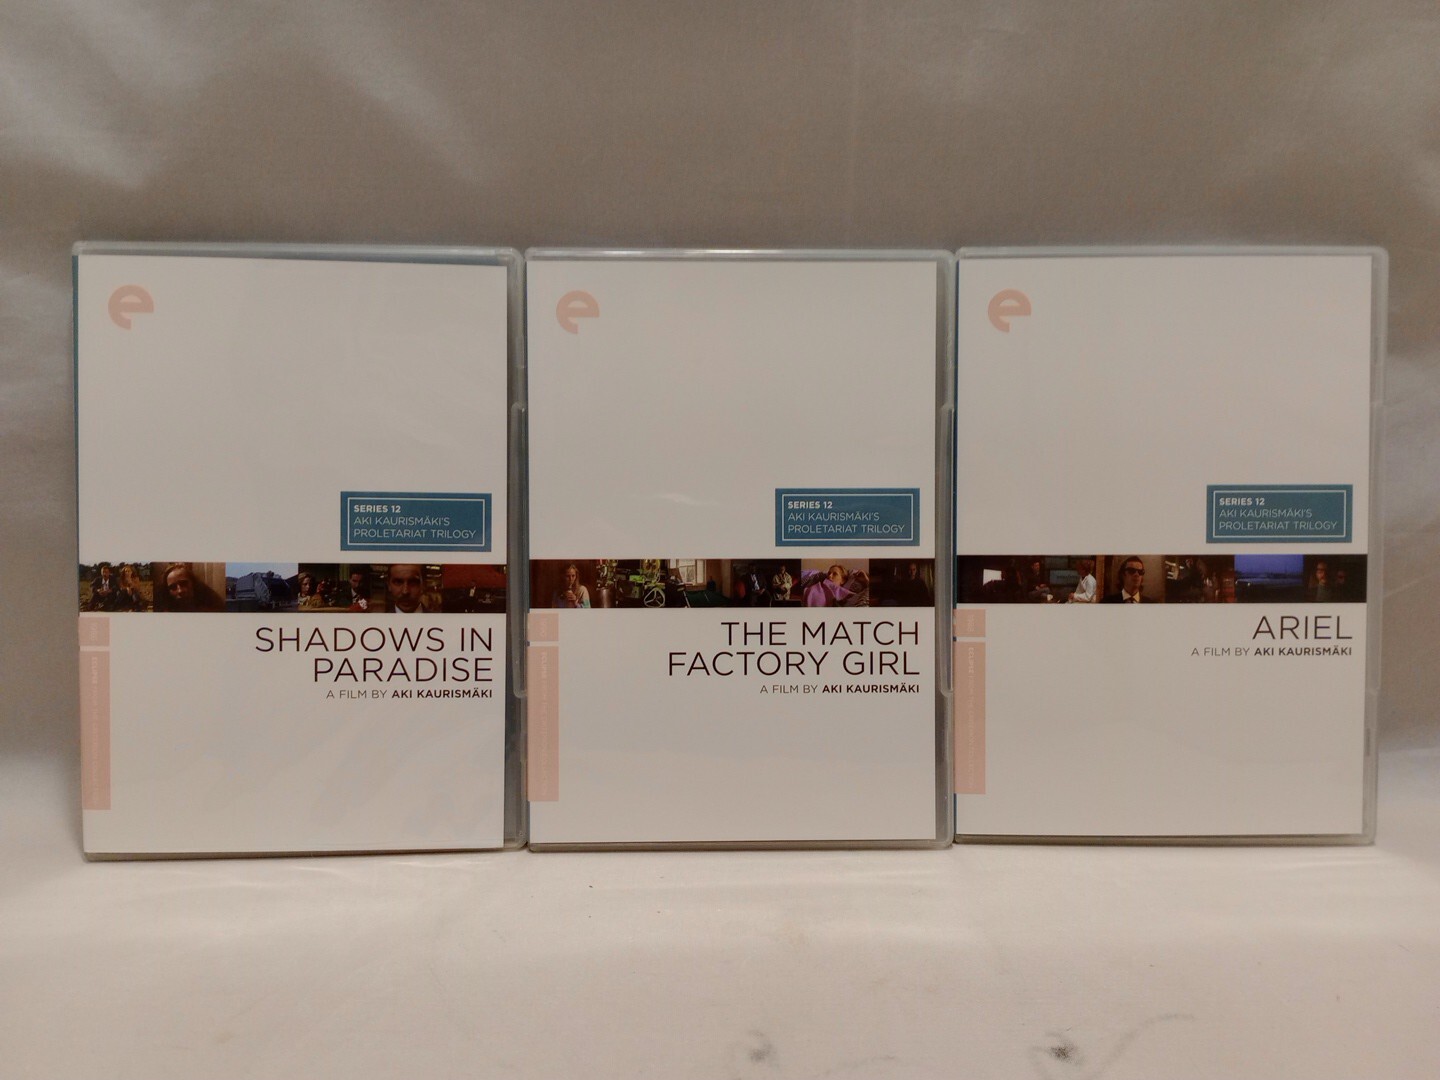 e
SERIES 12
AKI KAURISMÄKI'S
PROLETARIAT TRILOGY
SHADOWS IN
PARADISE
A FILM BY AKI KAURISMÄKI
e
SERIES 12
AKI KAURISMÄKI'S
PROLETARIAT TRILOGY
THE MATCH
FACTORY GIRL
A FILM BY AKI KAURISMÄKI
e
SERIES 12
AKI KAURISMÄKI'S
PROLETARIAT TRILOGY
ARIEL
A FILM BY AKI KAURISMÄKI